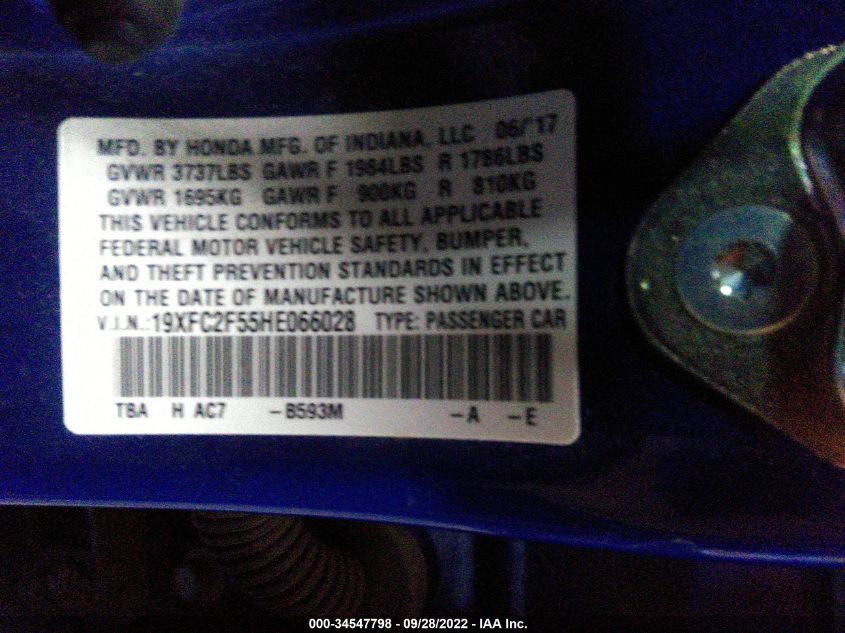 MFD. BY HONDA MFG. OF INDIANA, LLC 06/'17
GVWR 3737LBS GAWR F 1984LBS R 1786LBS
GVWR 1695KG GAWR F 900KG R 810KG
THIS VEHICLE CONFORMS TO ALL APPLICABLE
FEDERAL MOTOR VEHICLE SAFETY, BUMPER,
AND THEFT PREVENTION STANDARDS IN EFFECT
ON THE DATE OF MANUFACTURE SHOWN ABOVE.
V.I.N.:19XFC2F55HE066028 TYPE: PASSENGER CAR
TBA H AC7 -B593M -A -E
000-34547798 - 09/28/2022 - IAA Inc.